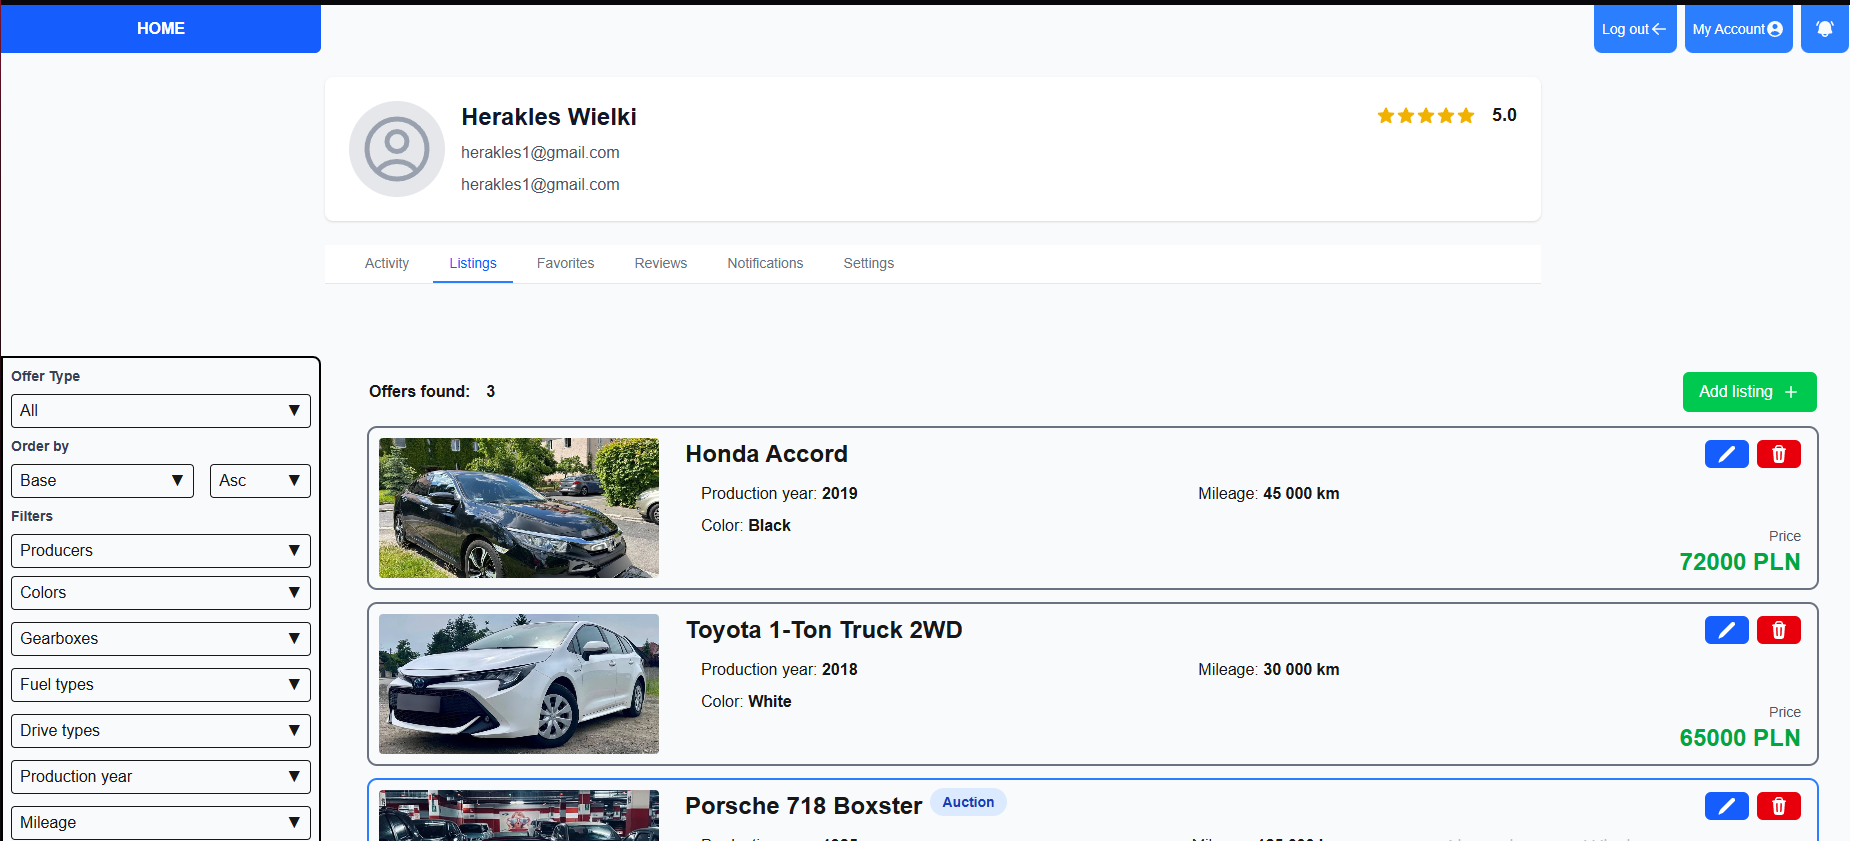 HOME
Log out
My Account
Herakles Wielki
5.0
herakles1@gmail.com
herakles1@gmail.com
Activity
Listings
Favorites
Reviews
Notifications
Settings
Offer Type
All
Order by
Base
Asc
Filters
Producers
Colors
Gearboxes
Fuel types
Drive types
Production year
Mileage
Offers found: 3
Add listing
Honda Accord
Production year: 2019
Mileage: 45 000 km
Color: Black
Price
72000 PLN
Toyota 1-Ton Truck 2WD
Production year: 2018
Mileage: 30 000 km
Color: White
Price
65000 PLN
Porsche 718 Boxster
Auction